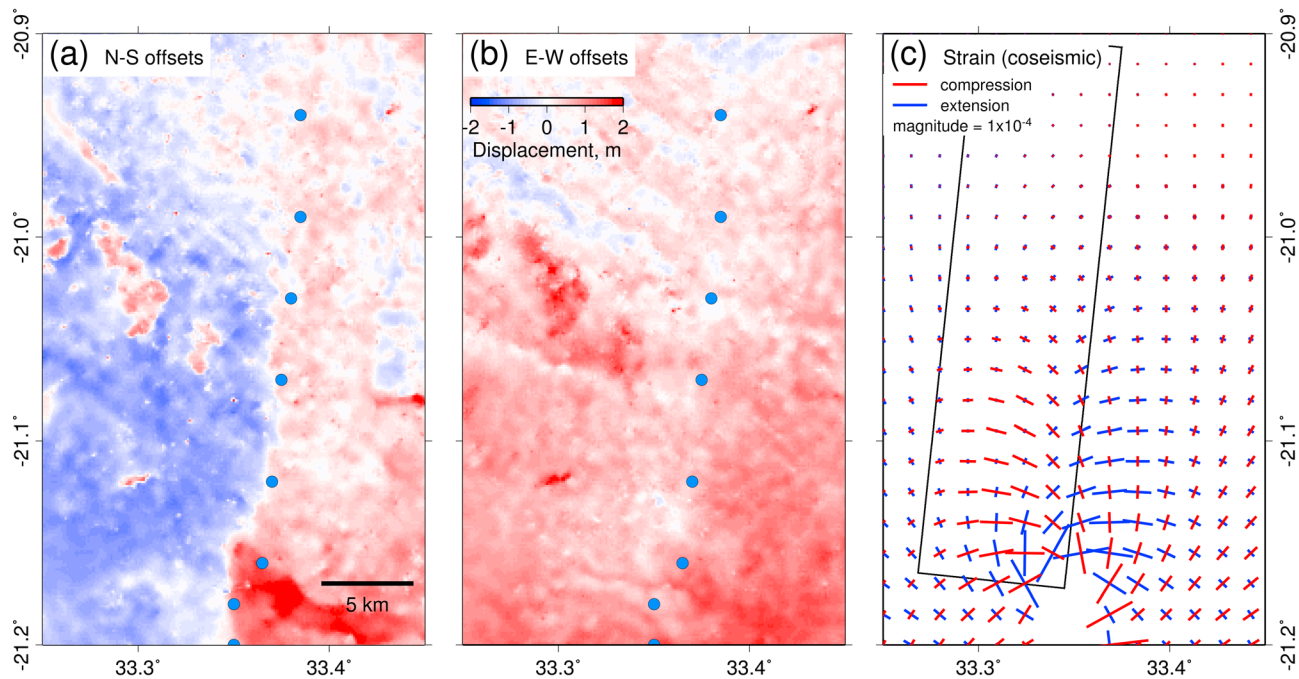 (a) N-S offsets
(b) E-W offsets
(c) Strain (coseismic)
compression
extension
magnitude = 1x10⁻⁴
-2 -1 0 1 2
Displacement, m
5 km
-20.9˚
-21.0˚
-21.1˚
-21.2˚
33.3˚ 33.4˚
33.3˚ 33.4˚
33.3˚ 33.4˚
-20.9˚
-21.0˚
-21.1˚
-21.2˚